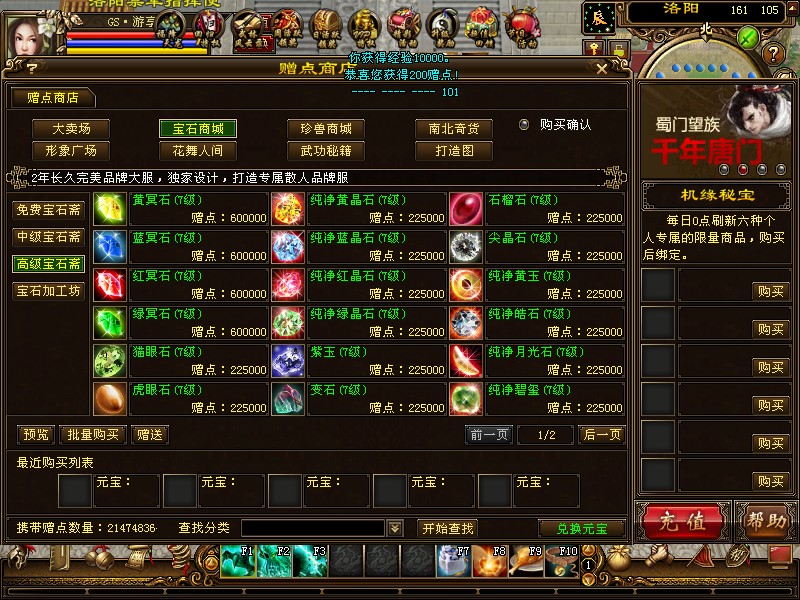 洛阳禁军指挥使
GS·游亭
洛阳
161 105
北
你获得经验10000。
恭喜您获得200赠点!
---- ---- ---- 101
赠点商店
赠点商店
大卖场
宝石商城
珍兽商城
南北奇货
购买确认
形象广场
花舞人间
武功秘籍
打造图
2年长久完美品牌大服，独家设计，打造专属散人品牌服
免费宝石斋
中级宝石斋
高级宝石斋
宝石加工坊
黄冥石(7级)
赠点：600000
纯净黄晶石(7级)
赠点：225000
石榴石(7级)
赠点：225000
蓝冥石(7级)
赠点：600000
纯净蓝晶石(7级)
赠点：225000
尖晶石(7级)
赠点：225000
红冥石(7级)
赠点：600000
纯净红晶石(7级)
赠点：225000
纯净黄玉(7级)
赠点：225000
绿冥石(7级)
赠点：600000
纯净绿晶石(7级)
赠点：225000
纯净皓石(7级)
赠点：225000
猫眼石(7级)
赠点：225000
紫玉(7级)
赠点：225000
纯净月光石(7级)
赠点：225000
虎眼石(7级)
赠点：225000
变石(7级)
赠点：225000
纯净碧玺(7级)
赠点：225000
预览
批量购买
赠送
前一页
1/2
后一页
最近购买列表
元宝：
元宝：
元宝：
元宝：
元宝：
携带赠点数量：21474836
查找分类
开始查找
兑换元宝
蜀门望族
千年唐门
机缘秘宝
每日0点刷新六种个
人专属的限量商品，购买
后绑定。
购买
购买
购买
购买
购买
购买
充值
帮助
F1
F2
F3
F7
F8
F9
F10
1